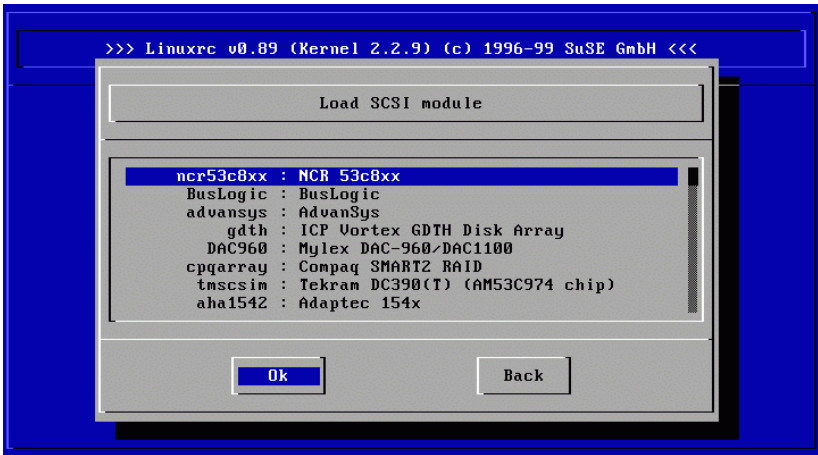 >>> Linuxrc v0.89 (Kernel 2.2.9) (c) 1996-99 SuSE GmbH <<<
Load SCSI module
ncr53c8xx : NCR 53c8xx
BusLogic : BusLogic
advansys : AdvanSys
gdth : ICP Vortex GDTH Disk Array
DAC960 : Mylex DAC-960/DAC1100
cpqarray : Compaq SMART2 RAID
tmscsim : Tekram DC390(T) (AM53C974 chip)
aha1542 : Adaptec 154x
Ok Back